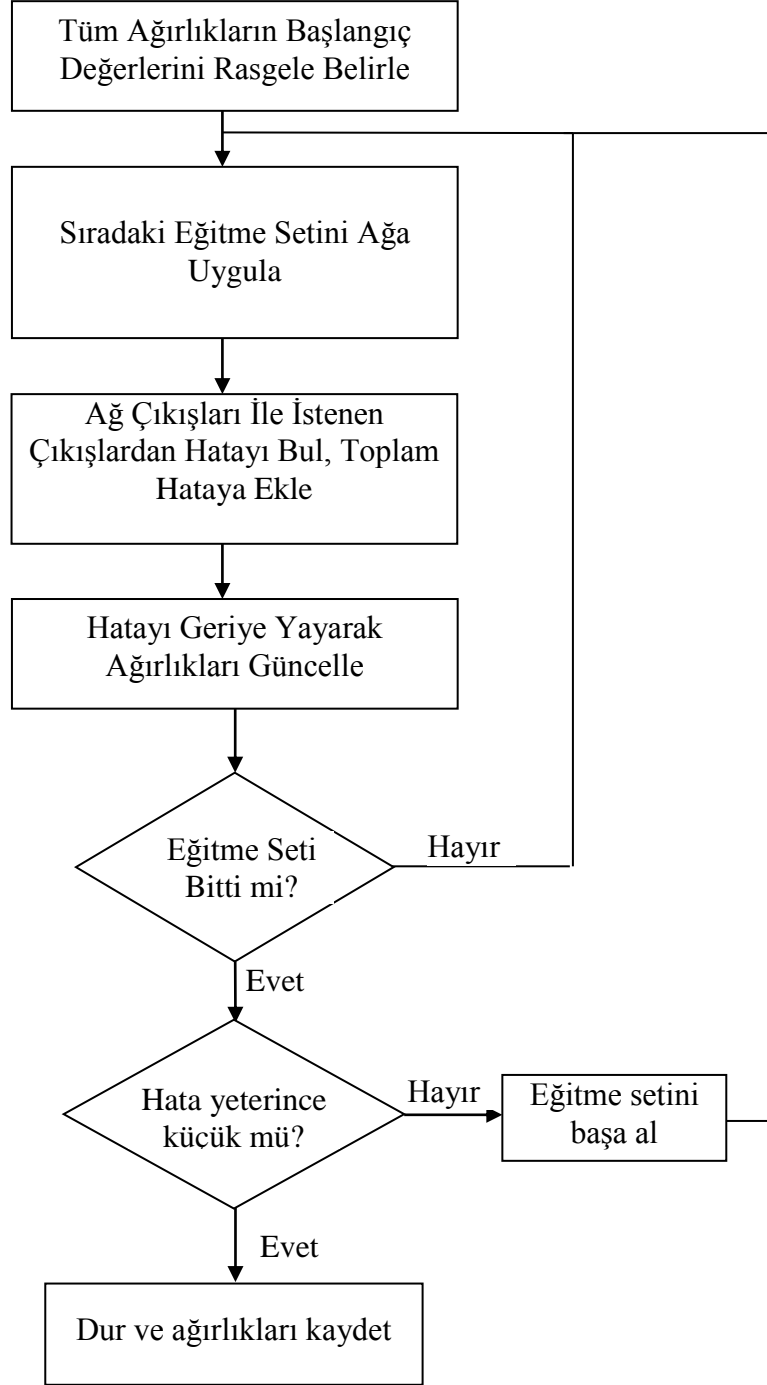 Tüm Ağırlıkların Başlangıç
Değerlerini Rasgele Belirle
Sıradaki Eğitme Setini Ağa
Uygula
Ağ Çıkışları İle İstenen
Çıkışlardan Hatayı Bul, Toplam
Hataya Ekle
Hatayı Geriye Yayarak
Ağırlıkları Güncelle
Eğitme Seti
Bitti mi?
Hayır
Evet
Hata yeterince
küçük mü?
Hayır
Eğitme setini
başa al
Evet
Dur ve ağırlıkları kaydet